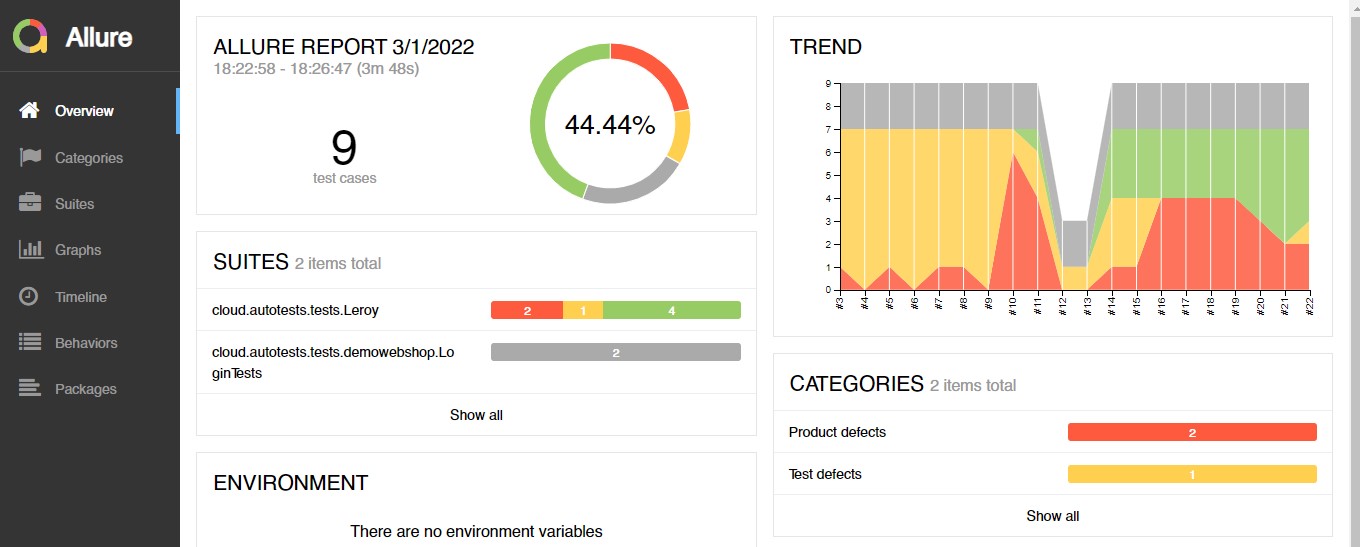 Allure
Overview
Categories
Suites
Graphs
Timeline
Behaviors
Packages
ALLURE REPORT 3/1/2022
18:22:58 - 18:26:47 (3m 48s)
9
test cases
44.44%
SUITES 2 items total
cloud.autotests.tests.Leroy
2 1 4
cloud.autotests.tests.demowebshop.Lo
ginTests
2
Show all
ENVIRONMENT
There are no environment variables
TREND
9
8
7
6
5
4
3
2
1
0
#3 #4 #5 #6 #7 #8 #9 #10 #11 #12 #13 #14 #15 #16 #17 #18 #19 #20 #21 #22
CATEGORIES 2 items total
Product defects 2
Test defects 1
Show all